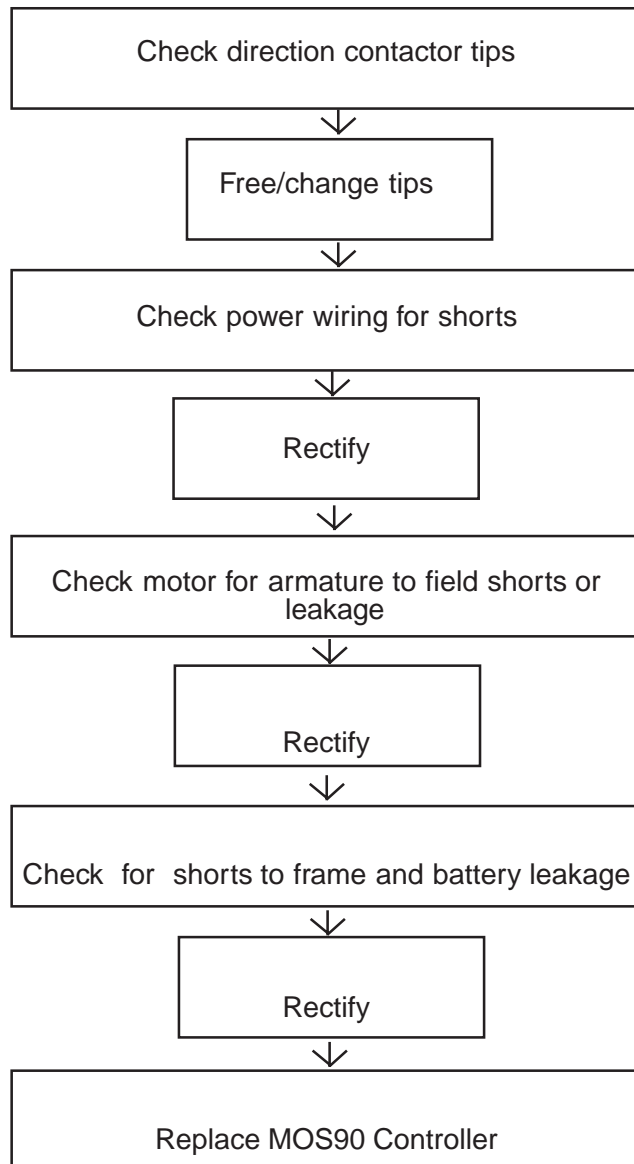 Check direction contactor tips
Free/change tips
Check power wiring for shorts
Rectify
Check motor for armature to field shorts or
leakage
Rectify
Check for shorts to frame and battery leakage
Rectify
Replace MOS90 Controller